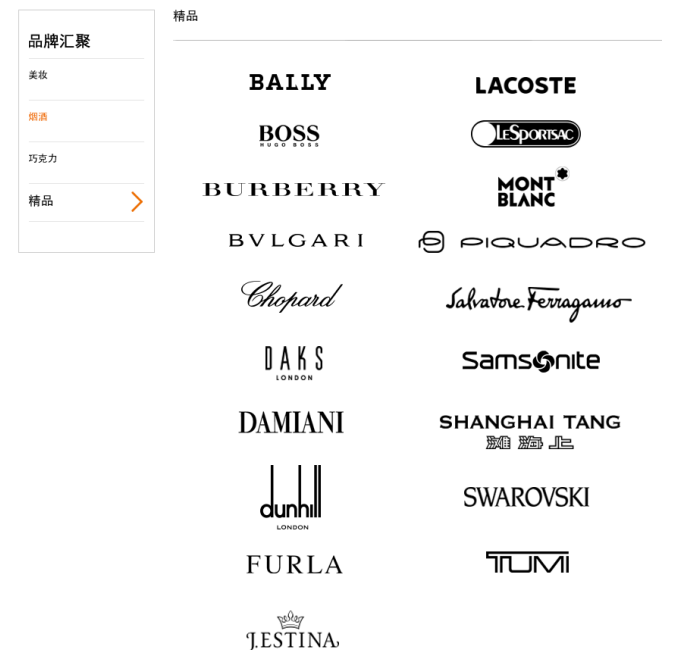 品牌汇聚
美妆
烟酒
巧克力
精品
精品
BALLY
LACOSTE
BOSS
HUGO BOSS
LESPORTSAC
BURBERRY
MONT
BLANC
BVLGARI
PIQUADRO
Chopard
Salvatore Ferragamo
DAKS
LONDON
Samsonite
DAMIANI
SHANGHAI TANG
灘海上
dunhill
LONDON
SWAROVSKI
FURLA
TUMI
J.ESTINA